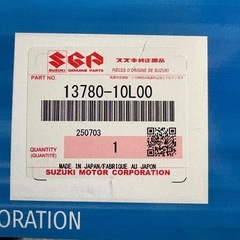 SGP スズキ純正部品
SUZUKI GENUINE PARTS PIÈCES D'ORIGINE DE SUZUKI
PART NO.
13780-10L00
250703
QUANTITY
(QUANTITÉ) 1
MADE IN JAPAN/FABRIQUE AU JAPON
SUZUKI MOTOR CORPORATION
ORATION